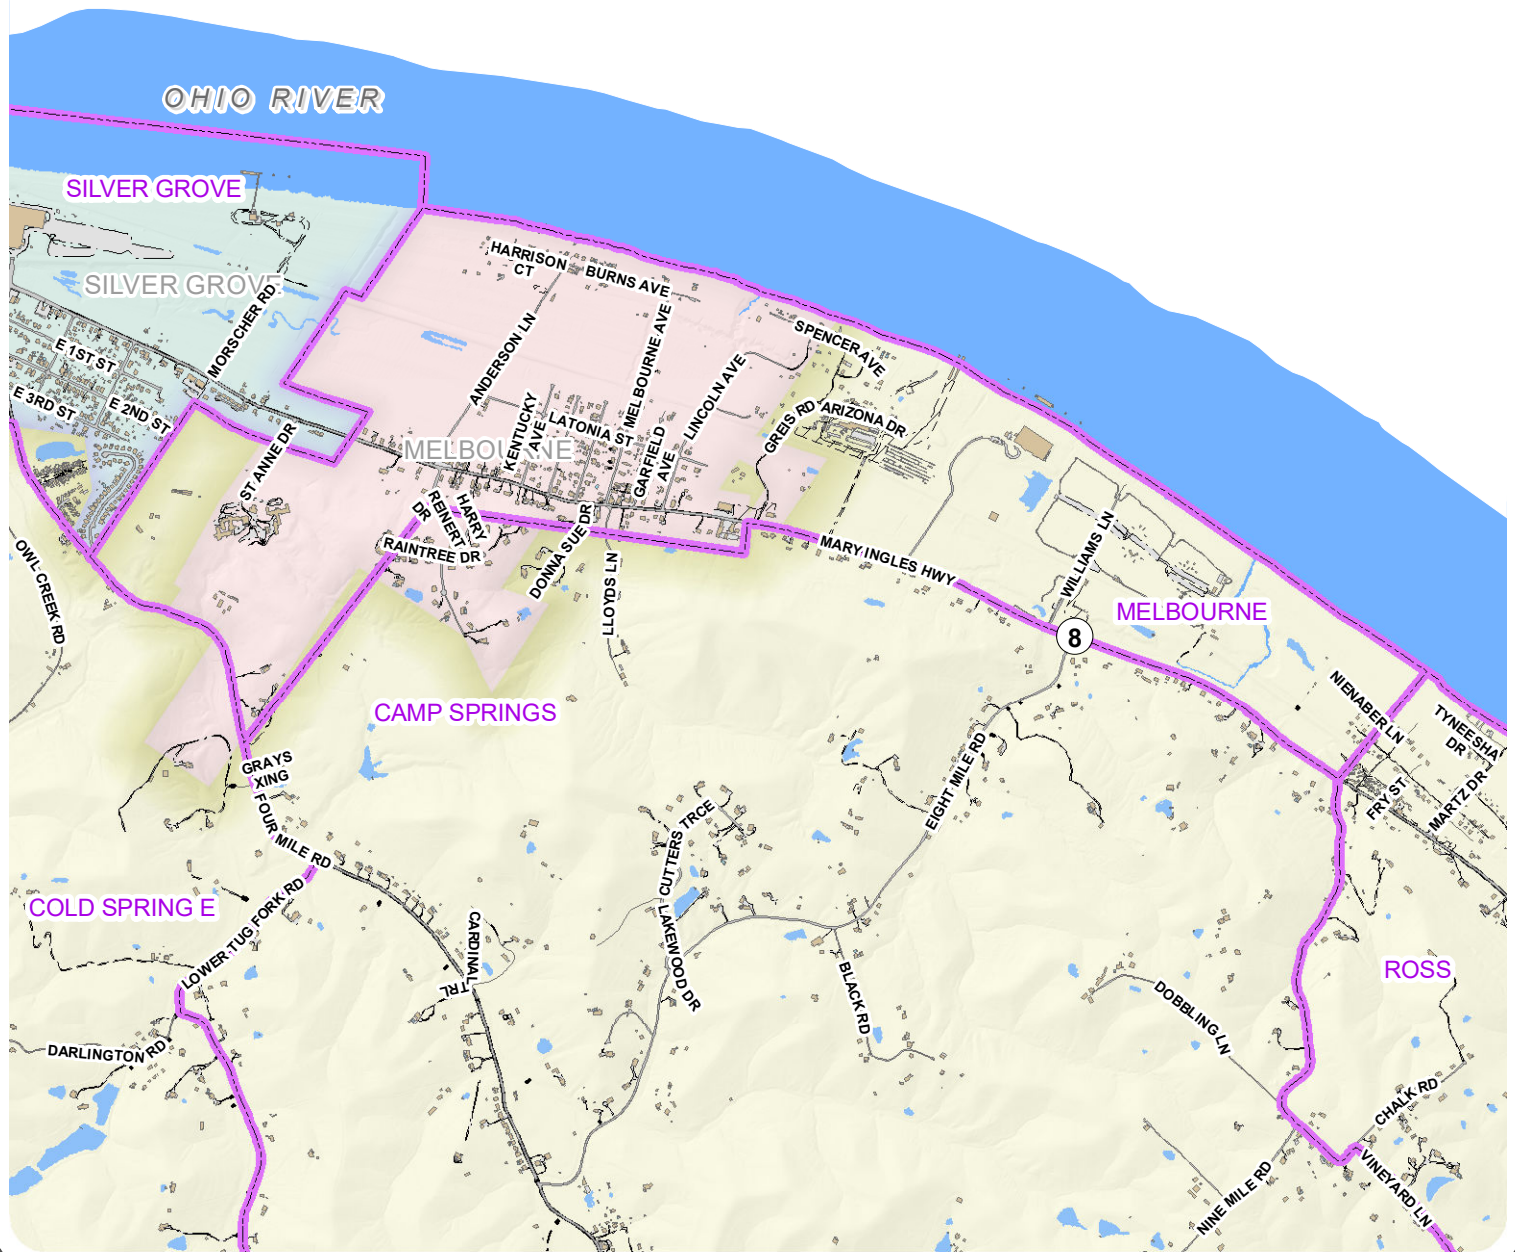 OHIO RIVER
SILVER GROVE
SILVER GROVE
HARRISON
CT
BURNS AVE
MORSCHER RD
ANDERSON LN
MELBOURNE AVE
SPENCER AVE
E 1ST ST
E 3RD ST
E 2ND ST
LINCOLN AVE
KENTUCKY
AVE
LATONIA ST
GREIS RD
ARIZONA DR
ST ANNE DR
MELBOURNE
GARFIELD
AVE
HARRY
REINERT
DR
RAINTREE DR
DONNA SUE DR
LLOYDS LN
MARY INGLES HWY
WILLIAMS LN
OWL CREEK RD
MELBOURNE
8
CAMP SPRINGS
NIENABER LN
TYNEESHA
DR
GRAYS
XING
FOUR MILE RD
EIGHT MILE RD
FRY ST
MARTZ DR
CUTTERS TRCE
LAKEWOOD DR
COLD SPRING E
LOWER TUG FORK RD
CARDINAL
TRL
BLACK RD
DOBBLING LN
ROSS
DARLINGTON RD
CHALK RD
NINE MILE RD
VINEYARD LN